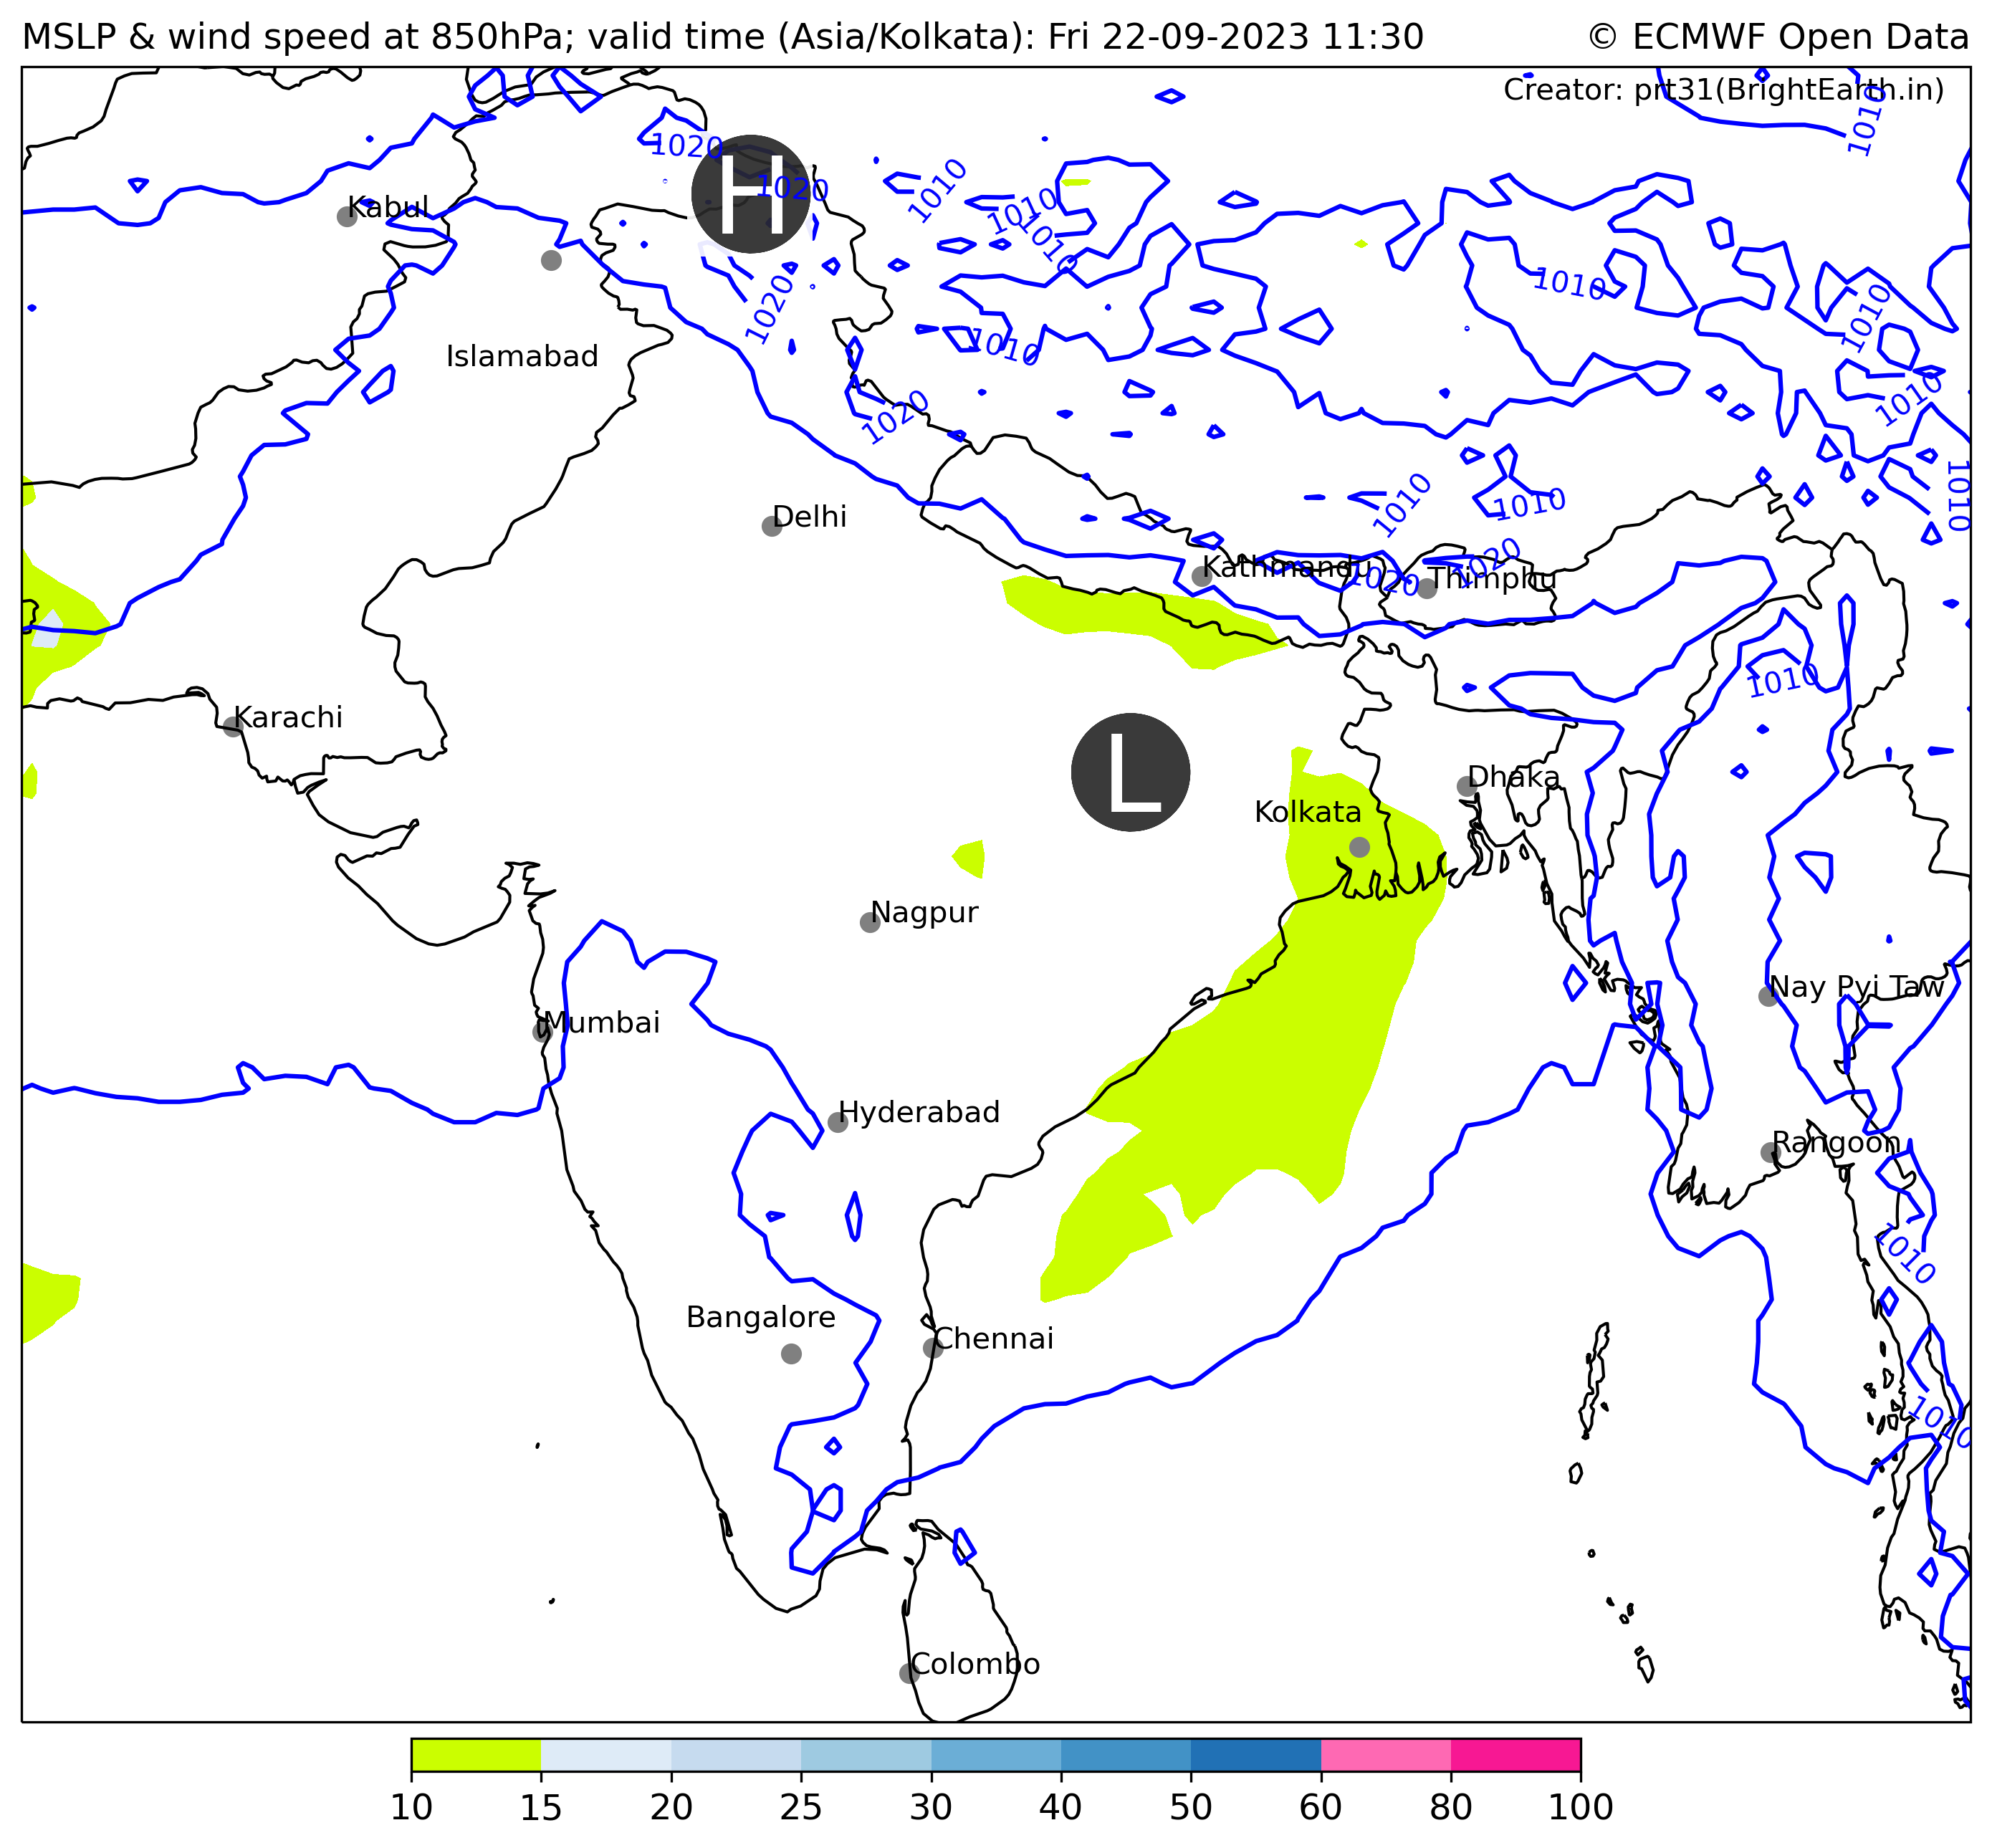 MSLP & wind speed at 850hPa; valid time (Asia/Kolkata): Fri 22-09-2023 11:30
© ECMWF Open Data
Creator: prt31(BrightEarth.in)
1010
1020
H
1020
1010
1010
1010
Kabul
1020
1010
1010
1010
Islamabad
1020
1010
Delhi
1010
1010
1010
Kathmandu
1020
1020
Thimphu
1010
Karachi
L
Dhaka
Kolkata
Nagpur
Nay Pyi Taw
Mumbai
Hyderabad
Rangoon
1010
Bangalore
Chennai
1010
Colombo
10 15 20 25 30 40 50 60 80 100